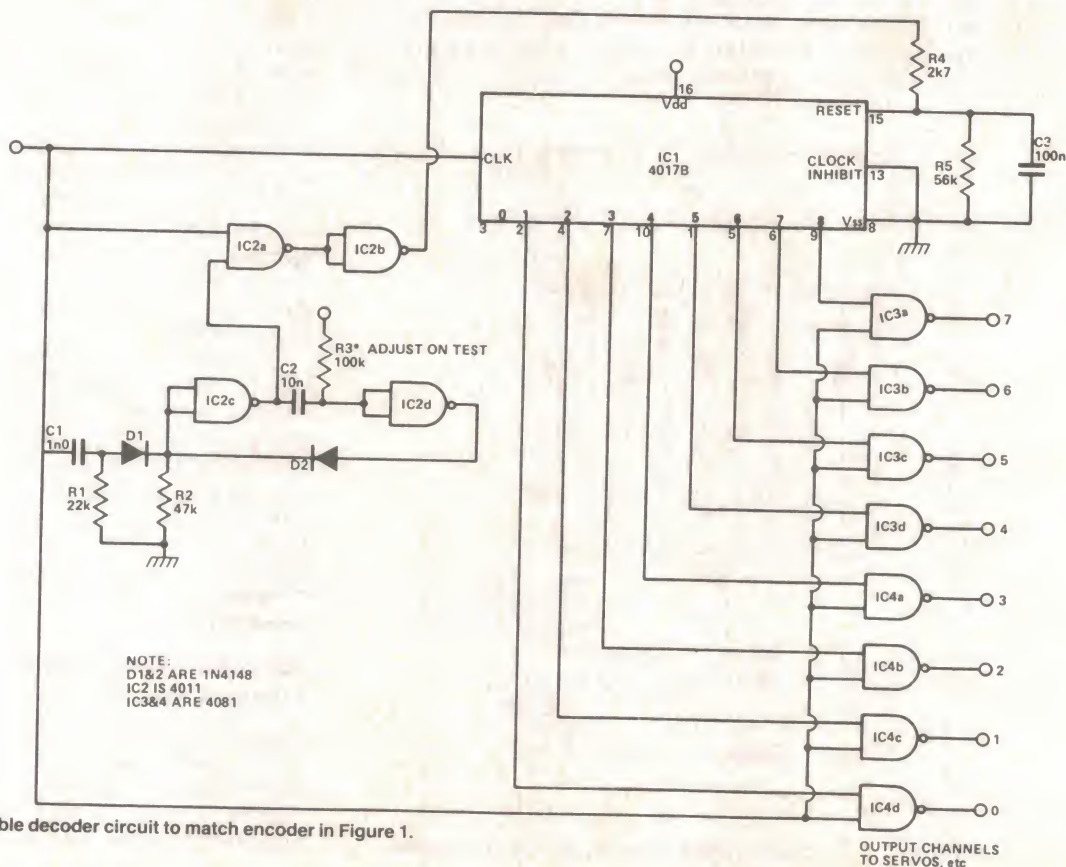 R4
2k7
16
Vdd
RESET
15
CLK
IC1
4017B
CLOCK
INHIBIT
13
R5
56k
C3
100n
0 1 2 3 4 5 6 7 8 Vss
3 2 4 7 10 1 5 6 9 8
IC2a
IC2b
IC3a
7
R3* ADJUST ON TEST
100k
C2
10n
IC3b
6
IC2c
IC2d
C1
1n0
D1
D2
IC3c
5
R1
22k
R2
47k
IC3d
4
IC4a
3
NOTE:
D1&2 ARE 1N4148
IC2 IS 4011
IC3&4 ARE 4081
IC4b
2
IC4c
1
IC4d
0
ble decoder circuit to match encoder in Figure 1.
OUTPUT CHANNELS
TO SERVOS, etc